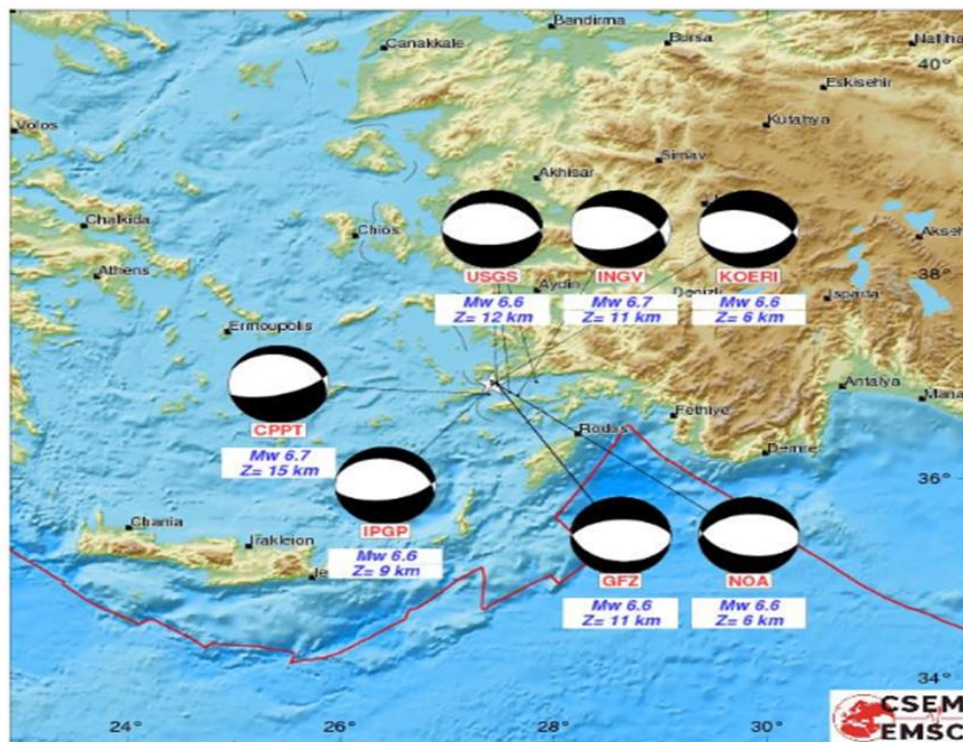 Bandirma
Canakkale
Bursa
40°
Eskisehir
Kutahya
Volos
Simav
Akhisar
Chalkida
Chios
Athens
38°
USGS
INGV
KOERI
Aydin
Denizli
Isparta
Mw 6.6
Z= 12 km
Mw 6.7
Z= 11 km
Mw 6.6
Z= 6 km
Ermoupolis
Antalya
CPPT
Fethiye
Rodos
Demre
Mw 6.7
Z= 15 km
36°
Chania
IPGP
Irakleion
Mw 6.6
Z= 9 km
GFZ
NOA
Mw 6.6
Z= 11 km
Mw 6.6
Z= 6 km
34°
24°
26°
28°
30°
CSEM
EMSC